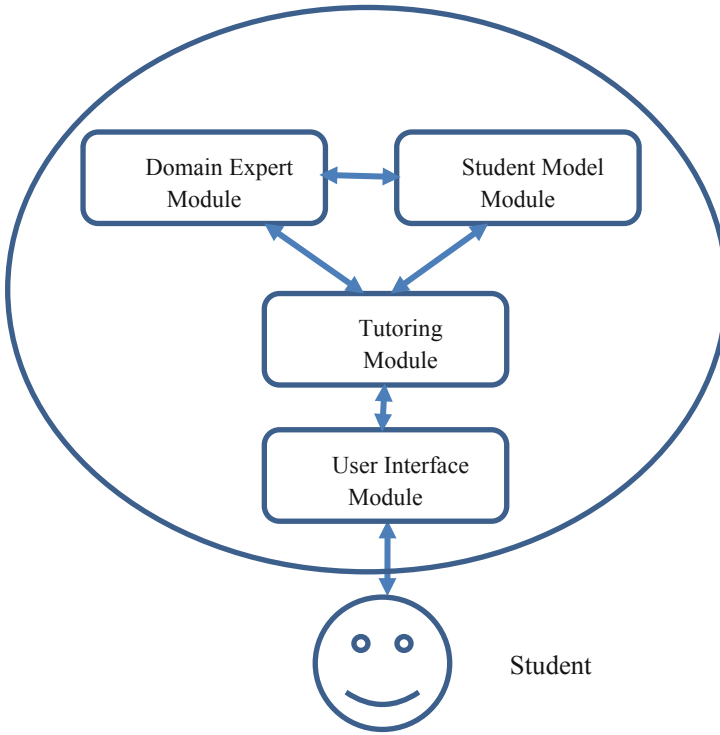 Domain Expert
Module
Student Model
Module
Tutoring
Module
User Interface
Module
Student